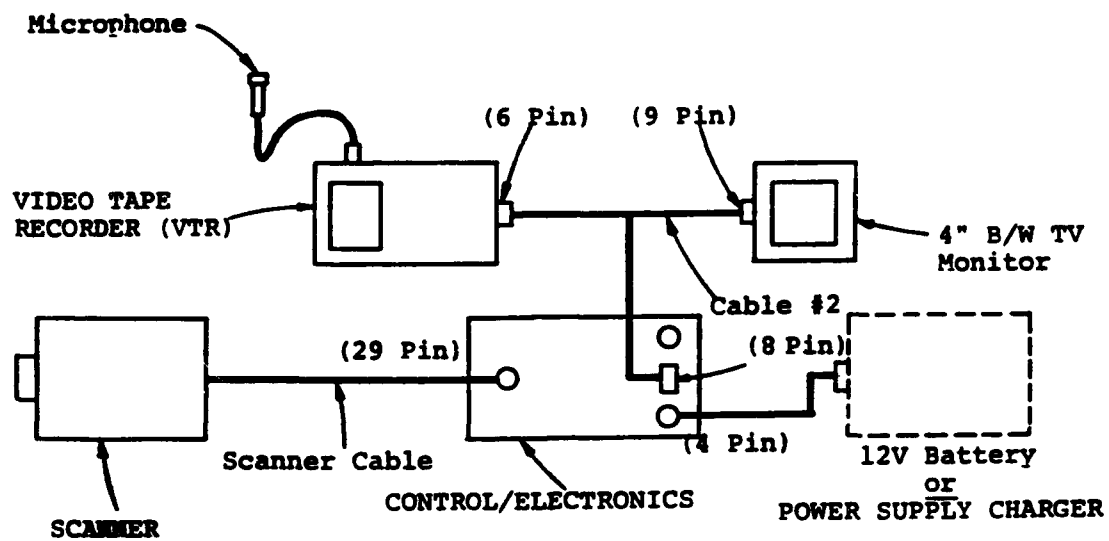 Microphone
(6 Pin)
(9 Pin)
VIDEO TAPE
RECORDER (VTR)
4" B/W TV
Monitor
Cable #2
(29 Pin)
(8 Pin)
(4 Pin)
Scanner Cable
12V Battery
or
CONTROL/ELECTRONICS
POWER SUPPLY CHARGER
SCANNER